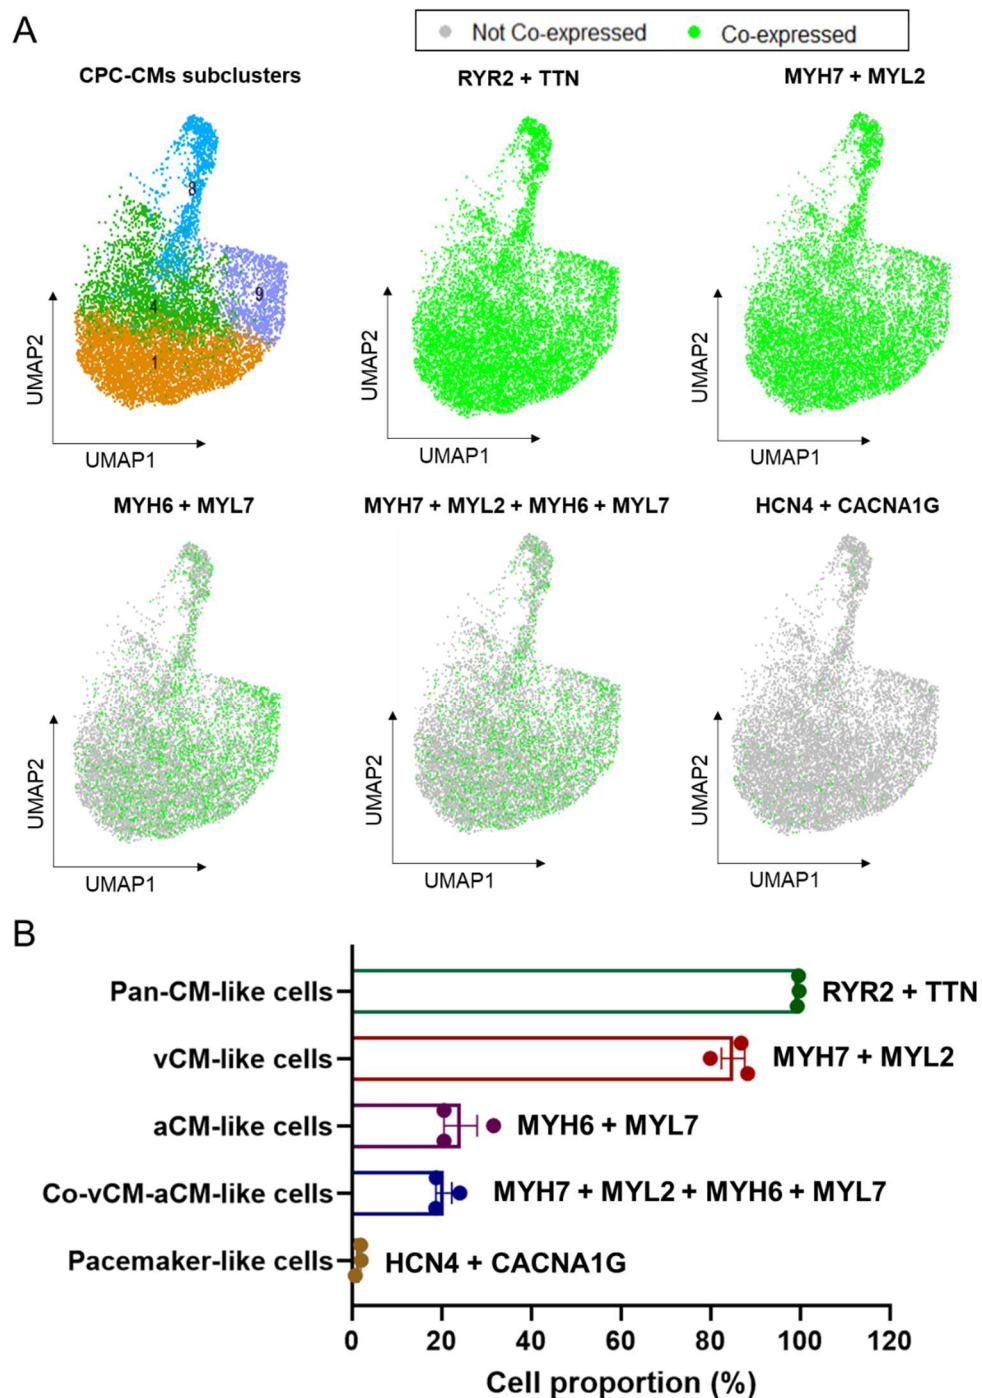 A
Not Co-expressed
Co-expressed
CPC-CMs subclusters
RYR2 + TTN
MYH7 + MYL2
8
9
4
1
UMAP2
UMAP2
UMAP2
UMAP1
UMAP1
UMAP1
MYH6 + MYL7
MYH7 + MYL2 + MYH6 + MYL7
HCN4 + CACNA1G
UMAP2
UMAP2
UMAP2
UMAP1
UMAP1
UMAP1
B
Pan-CM-like cells
RYR2 + TTN
vCM-like cells
MYH7 + MYL2
aCM-like cells
MYH6 + MYL7
Co-vCM-aCM-like cells
MYH7 + MYL2 + MYH6 + MYL7
Pacemaker-like cells
HCN4 + CACNA1G
0 20 40 60 80 100 120
Cell proportion (%)